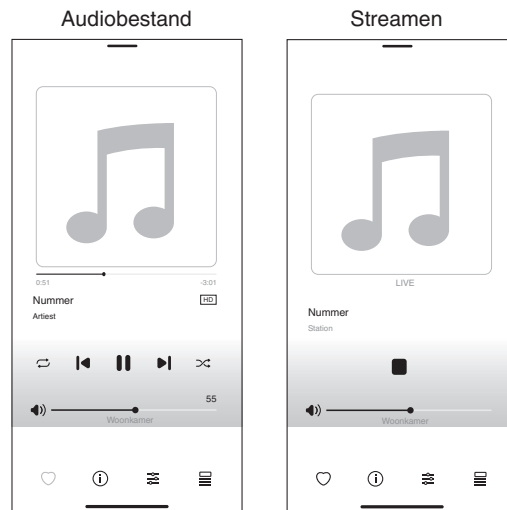 Audiobestand
0:51 -3:01
Nummer HD
Artiest
55
Woonkamer
Streamen
LIVE
Nummer
Station
Woonkamer